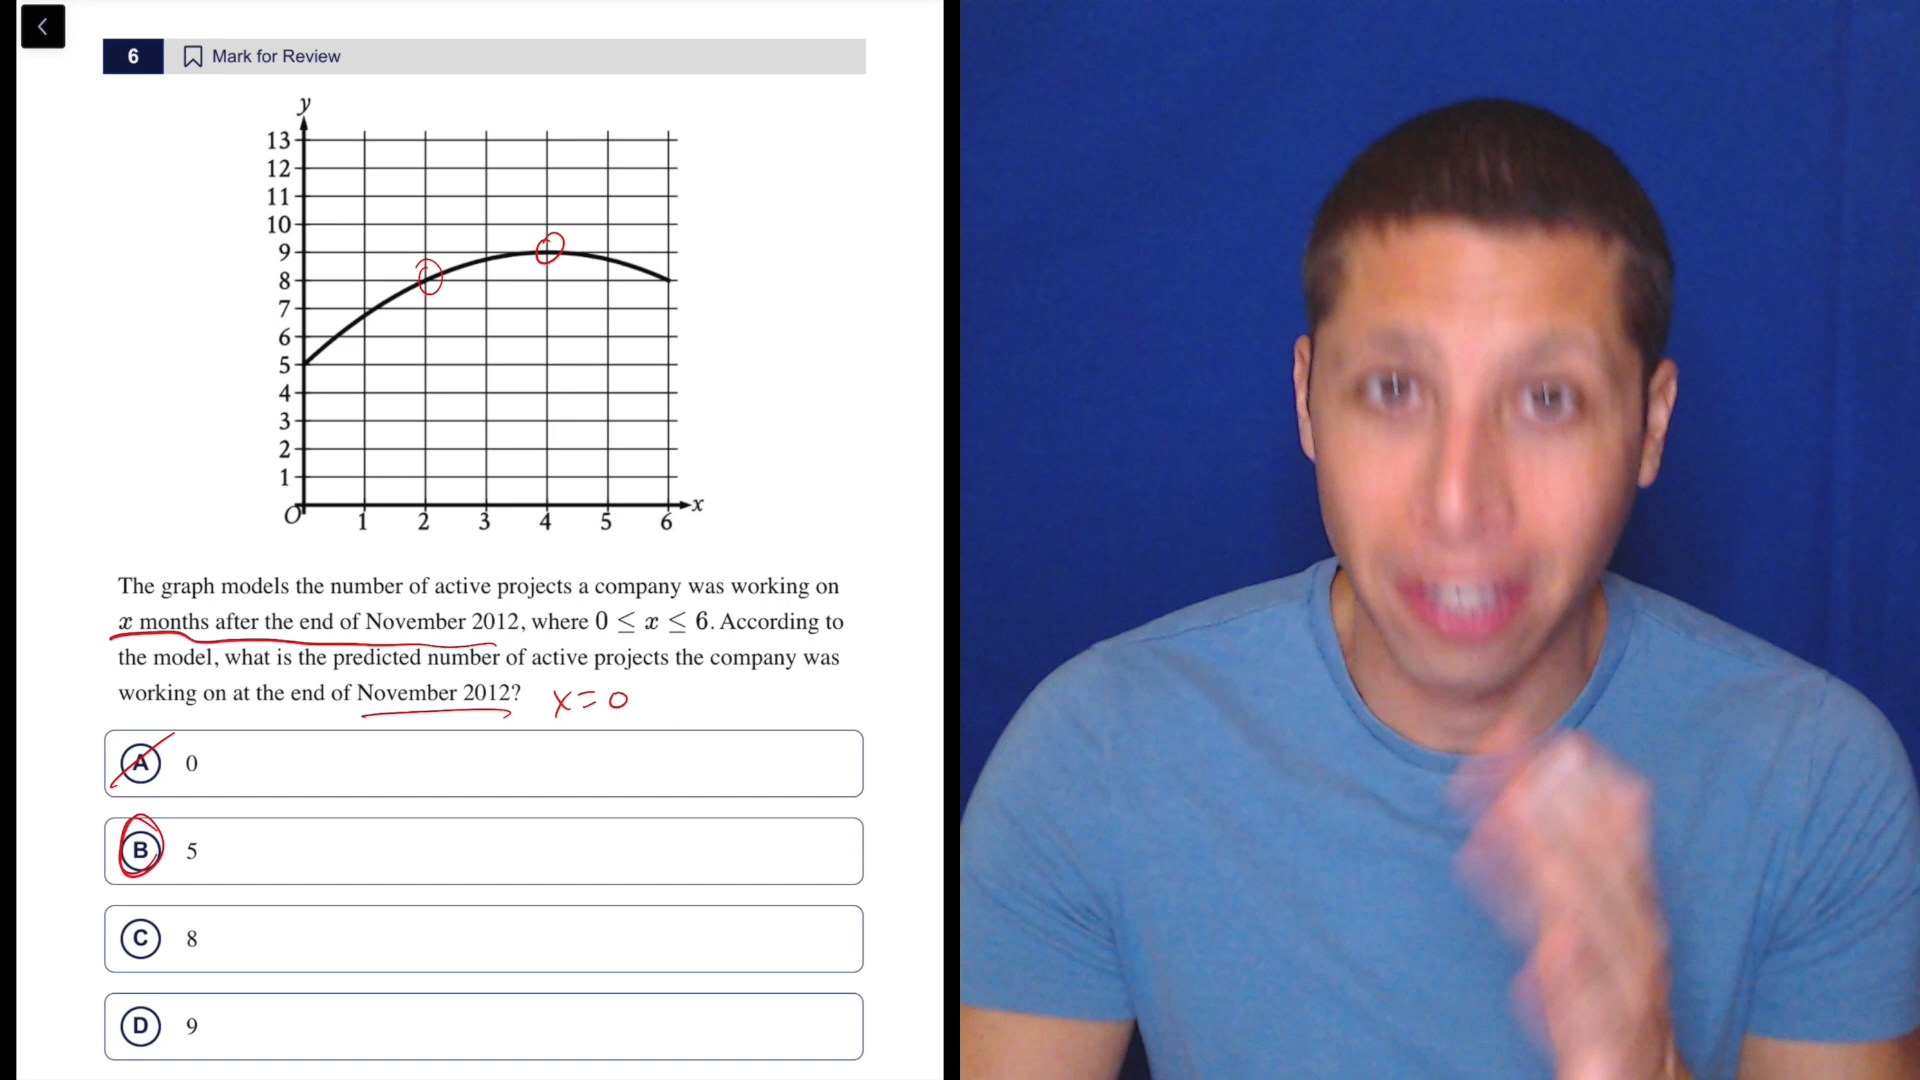 6 Mark for Review
y
13
12
11
10
9
8
7
6
5
4
3
2
1
O 1 2 3 4 5 6 x
The graph models the number of active projects a company was working on
x months after the end of November 2012, where 0 ≤ x ≤ 6. According to
the model, what is the predicted number of active projects the company was
working on at the end of November 2012? x=0
A 0
B 5
C 8
D 9